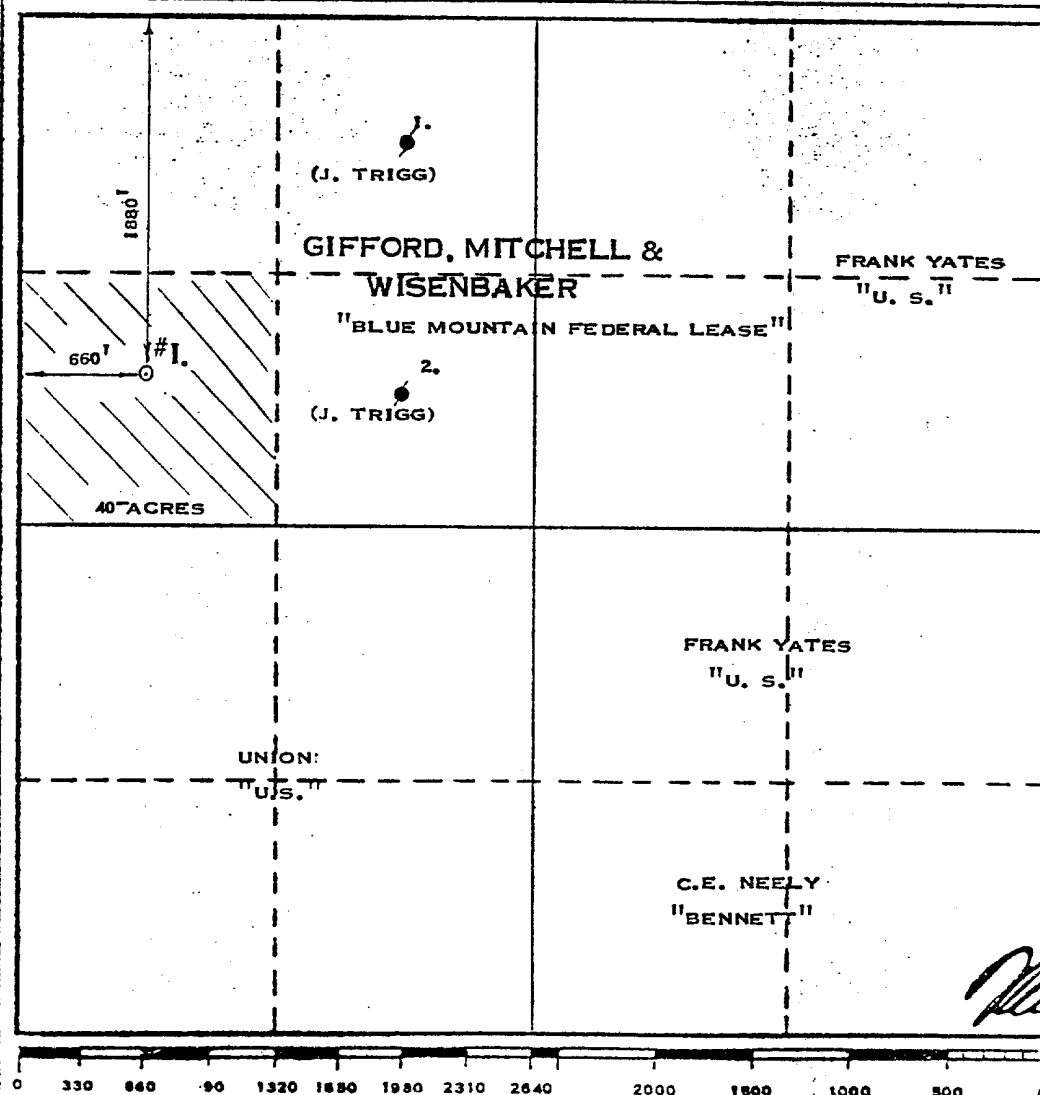 1.
(J. TRIGG)
1880'
GIFFORD, MITCHELL &
WISENBAKER
"BLUE MOUNTAIN FEDERAL LEASE"
FRANK YATES
"U. S."
660'
#1.
2.
(J. TRIGG)
40 ACRES
FRANK YATES
"U. S."
UNION:
"U.S."
C.E. NEELY
"BENNETT"
0 330 660 90 1320 1650 1980 2310 2640 2000 1500 1000 500